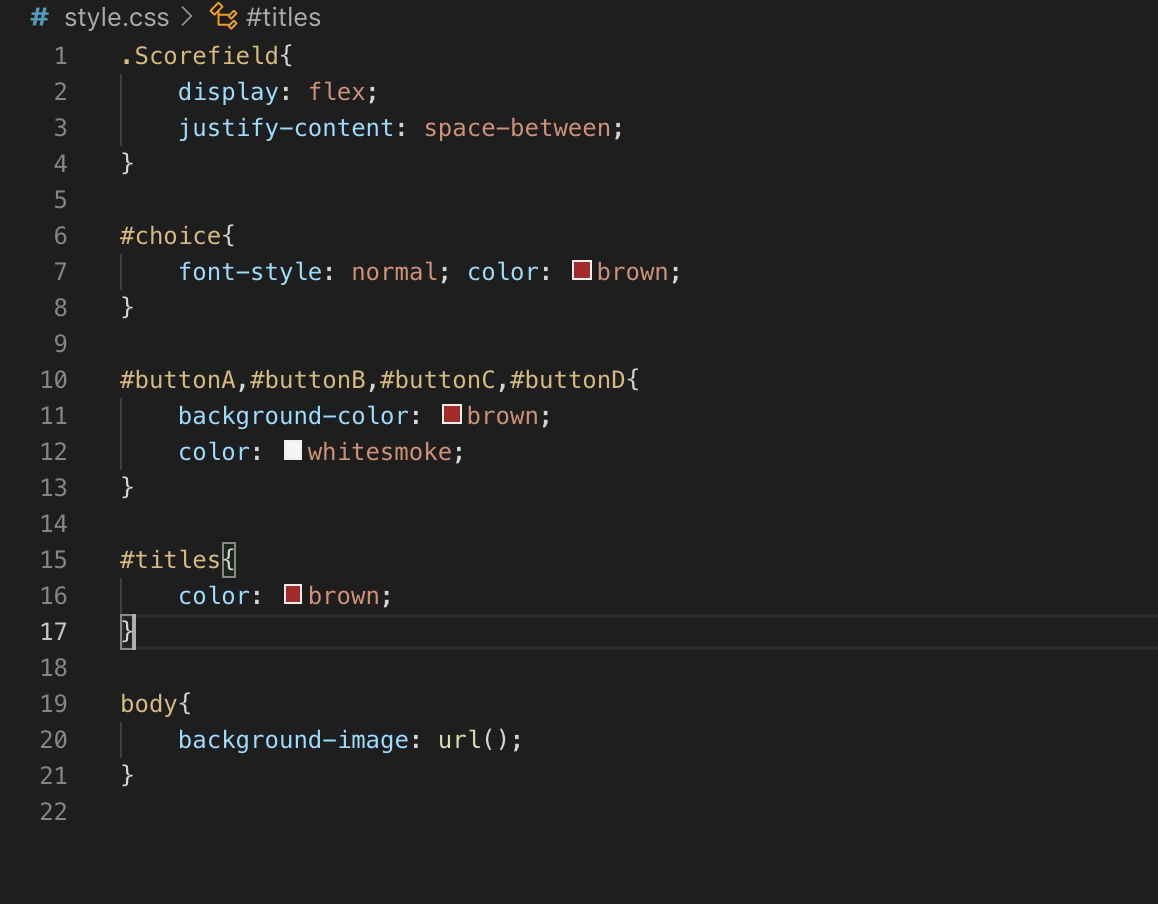 # style.css > #titles
1 .Scorefield{
2 display: flex;
3 justify-content: space-between;
4 }
5
6 #choice{
7 font-style: normal; color: brown;
8 }
9
10 #buttonA,#buttonB,#buttonC,#buttonD{
11 background-color: brown;
12 color: whitesmoke;
13 }
14
15 #titles{
16 color: brown;
17 }
18
19 body{
20 background-image: url();
21 }
22